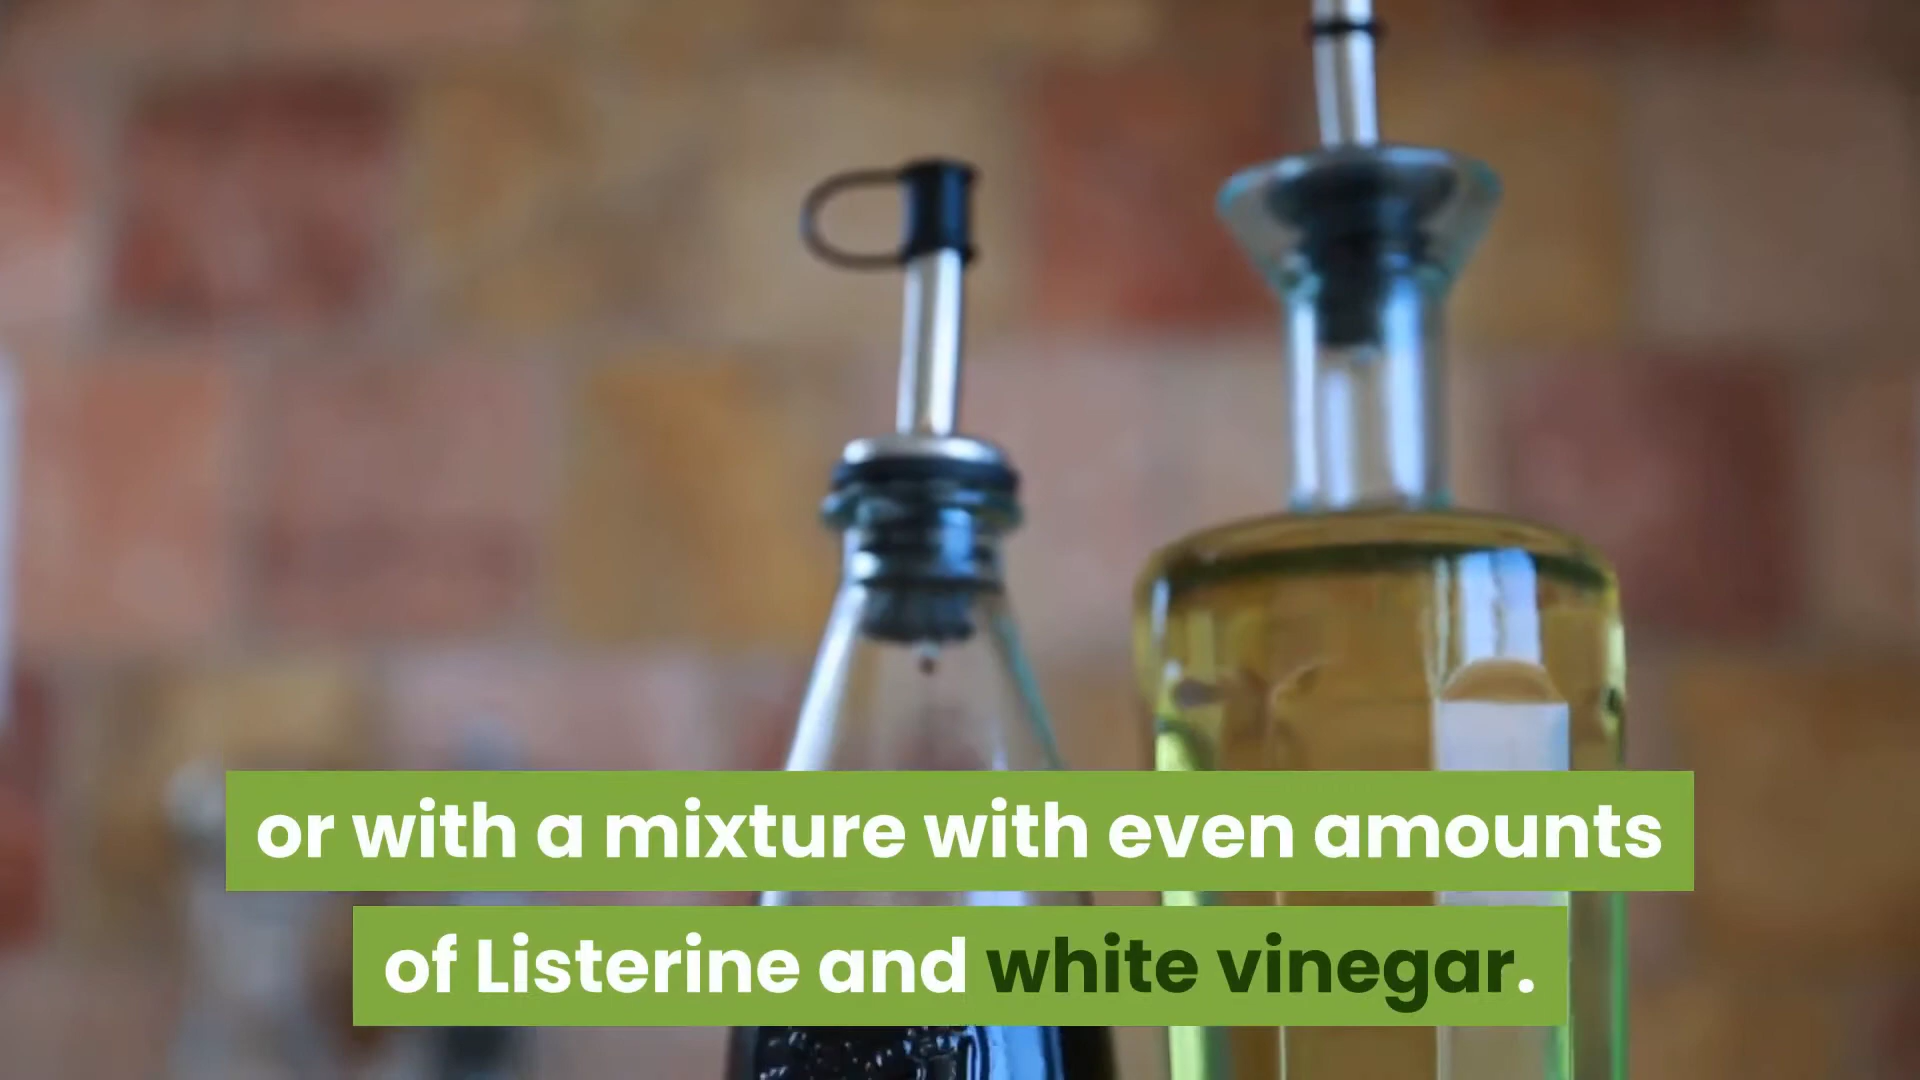 or with a mixture with even amounts
of Listerine and white vinegar.